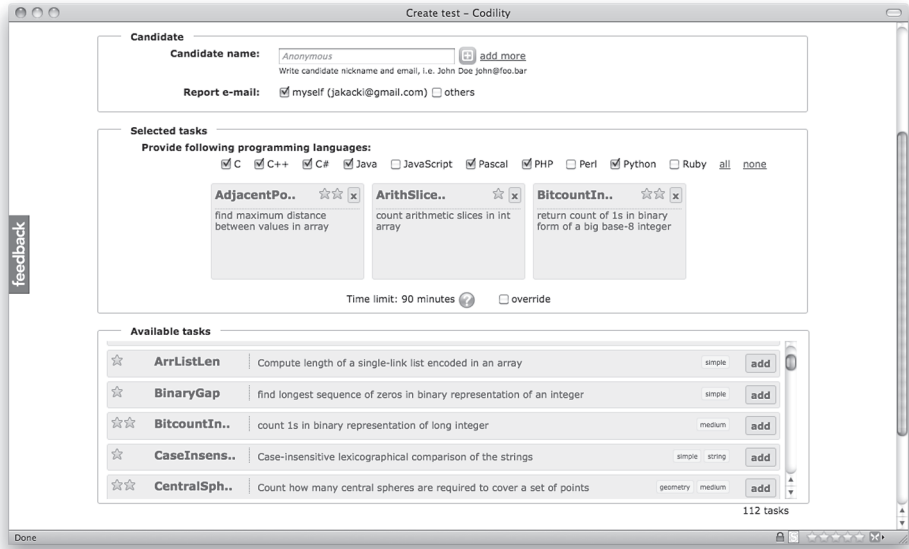 Create test – Codility
Candidate
Candidate name: Anonymous add more
Write candidate nickname and email, i.e. John Doe john@foo.bar
Report e-mail: myself (jakacki@gmail.com) others
Selected tasks
Provide following programming languages:
C C++ C# Java JavaScript Pascal PHP Perl Python Ruby all none
AdjacentPo.. x
find maximum distance
between values in array
ArithSlice.. x
count arithmetic slices in int
array
BitcountIn.. x
return count of 1s in binary
form of a big base-8 integer
feedback
Time limit: 90 minutes ? override
Available tasks
ArrListLen Compute length of a single-link list encoded in an array simple add
BinaryGap find longest sequence of zeros in binary representation of an integer simple add
BitcountIn.. count 1s in binary representation of long integer medium add
CaseInsens.. Case-insensitive lexicographical comparison of the strings simple string add
CentralSph.. Count how many central spheres are required to cover a set of points geometry medium add
112 tasks
Done